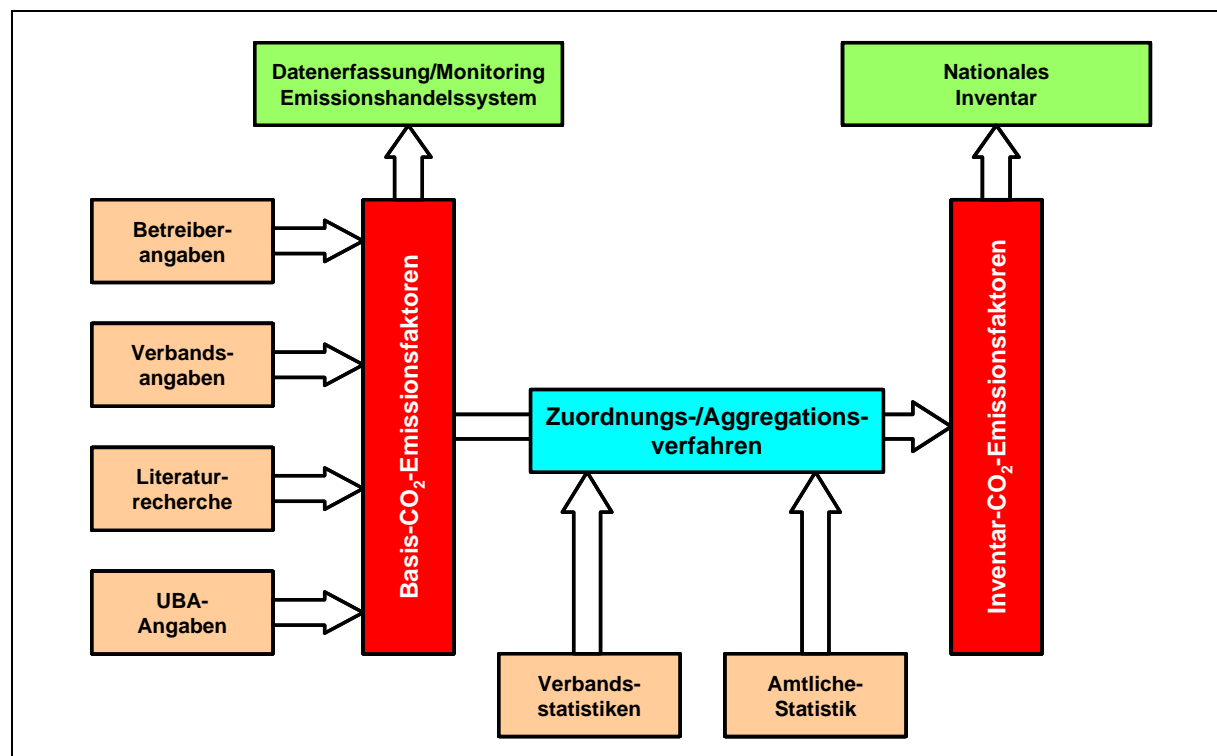 Datenerfassung/Monitoring
Emissionshandelssystem
Nationales
Inventar
Betreiber-
angaben
Verbands-
angaben
Literatur-
recherche
UBA-
Angaben
Basis-CO₂-Emissionsfaktoren
Zuordnungs-/Aggregations-
verfahren
Inventar-CO₂-Emissionsfaktoren
Verbands-
statistiken
Amtliche-
Statistik